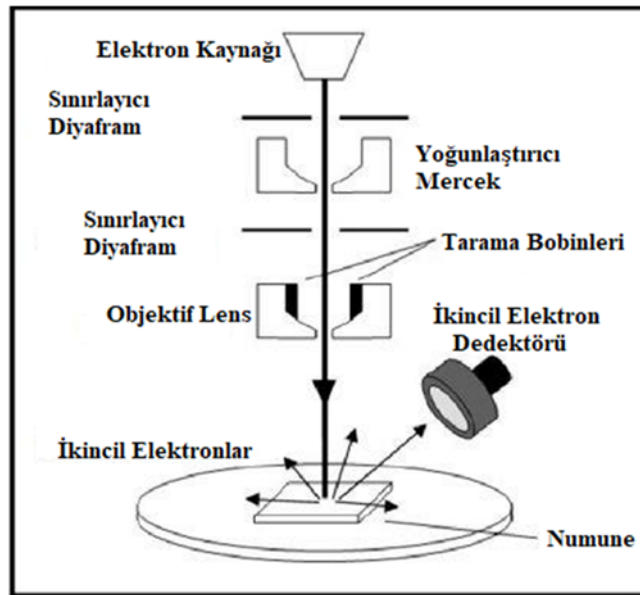 Elektron Kaynağı
Sınırlayıcı
Diyafram
Yoğunlaştırıcı
Mercek
Sınırlayıcı
Diyafram
Tarama Bobinleri
Objektif Lens
İkincil Elektron
Dedektörü
İkincil Elektronlar
Numune